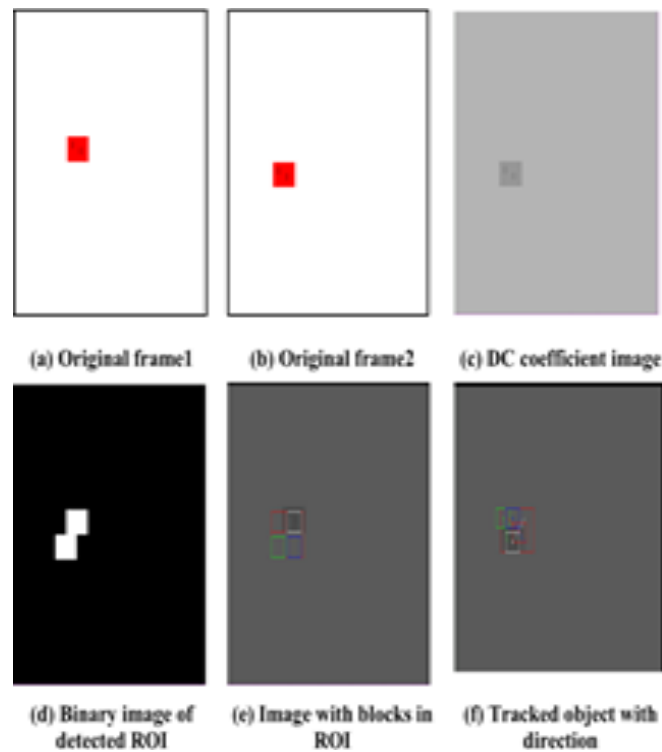 (a) Original frame1
(b) Original frame2
(c) DC coefficient image
(d) Binary image of
detected ROI
(e) Image with blocks in
ROI
(f) Tracked object with
direction